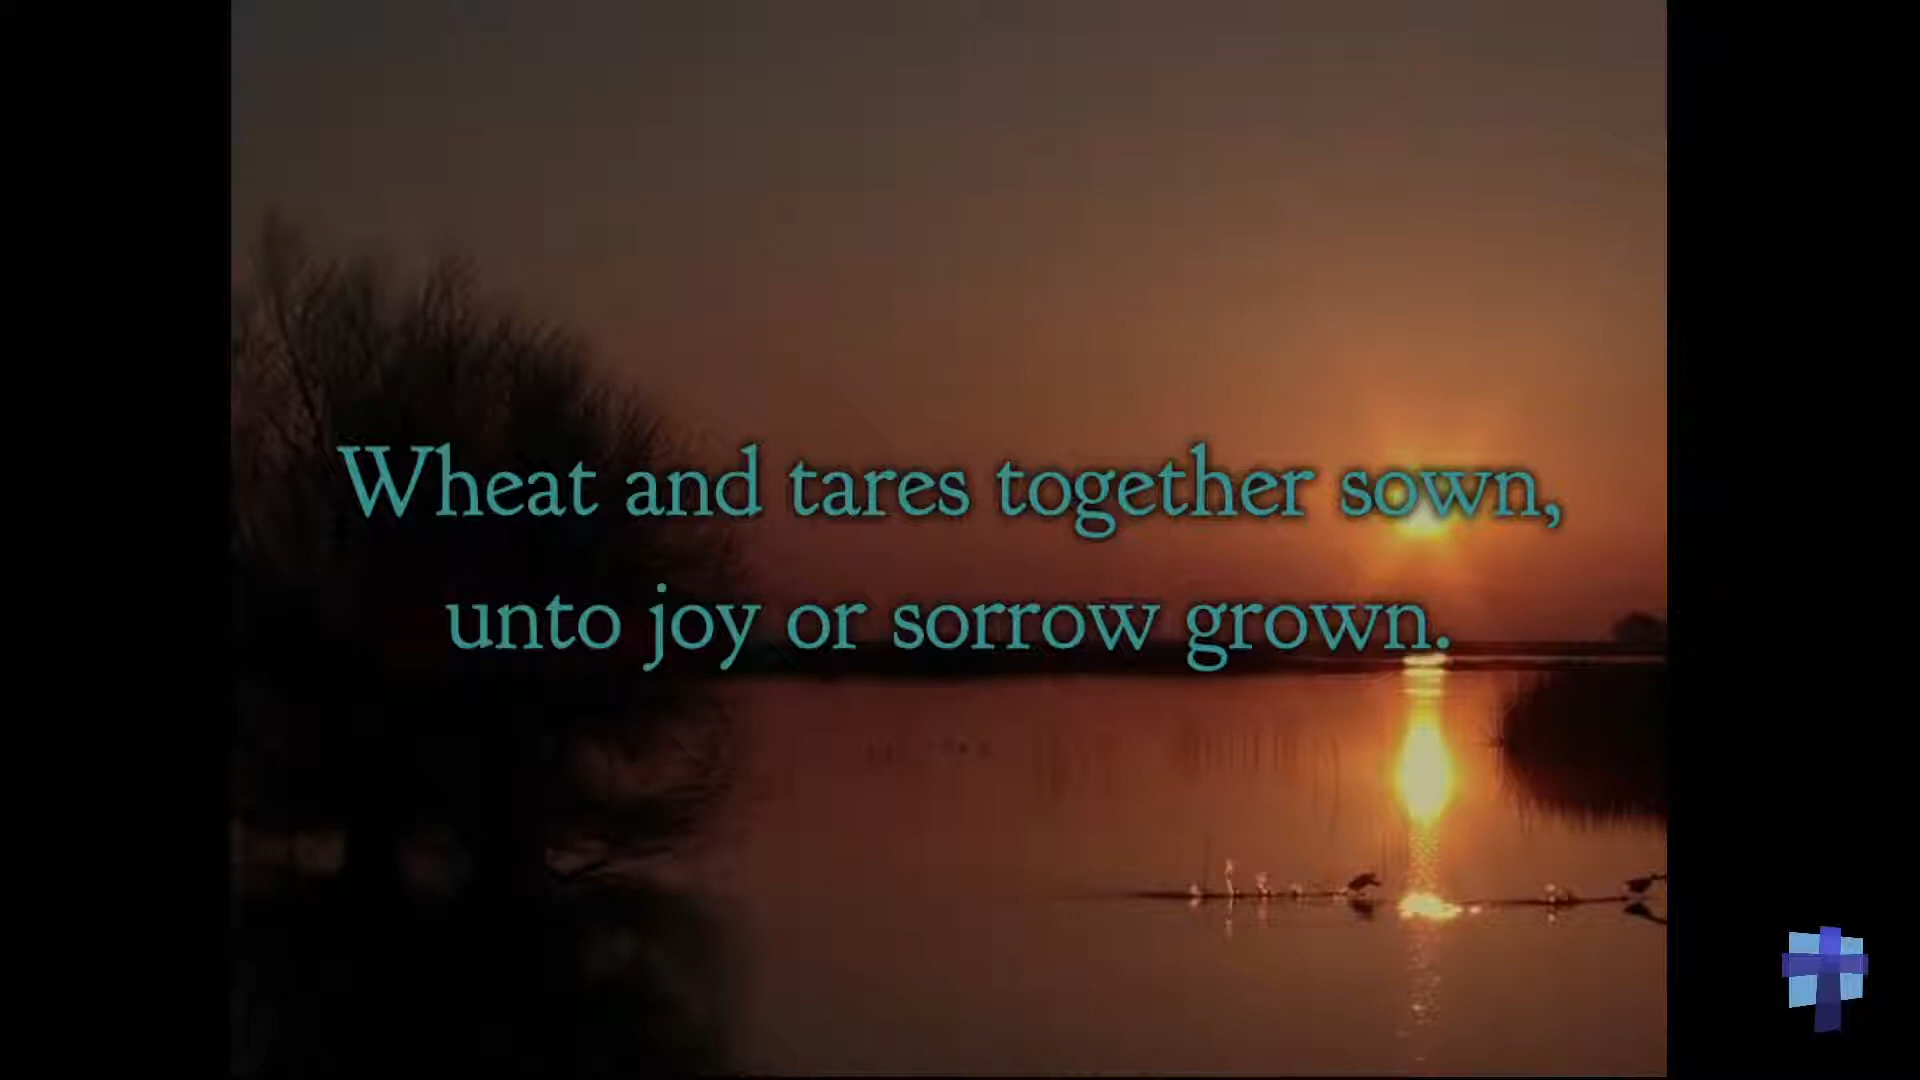 Wheat and tares together sown,
unto joy or sorrow grown.